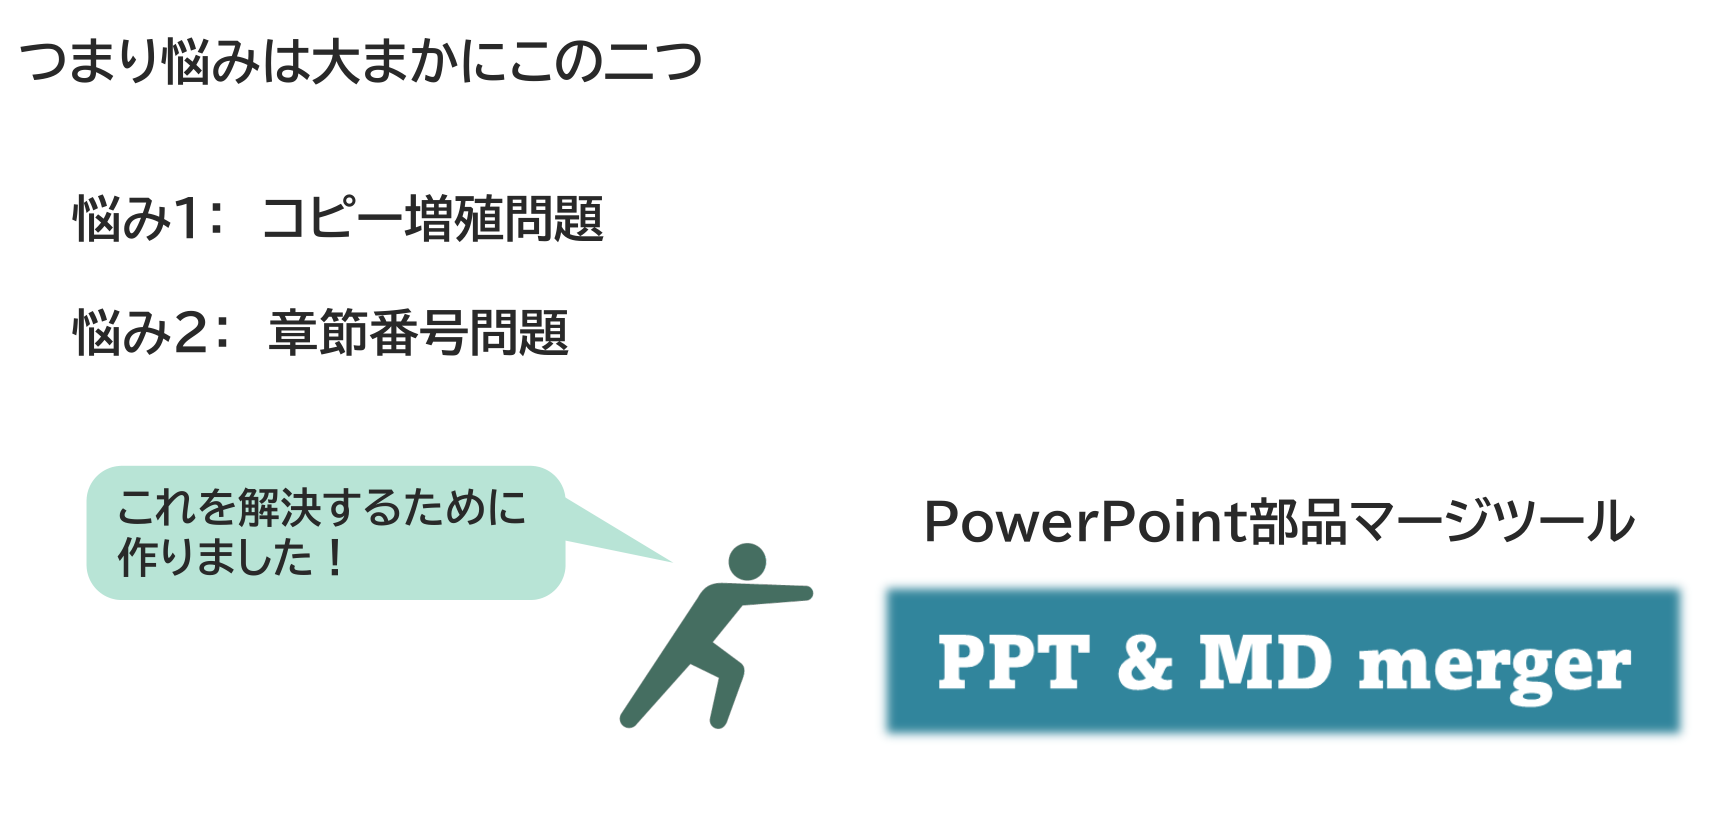 つまり悩みは大まかにこの二つ
悩み1： コピー増殖問題
悩み2： 章節番号問題
これを解決するために
作りました！
PowerPoint部品マージツール
PPT & MD merger